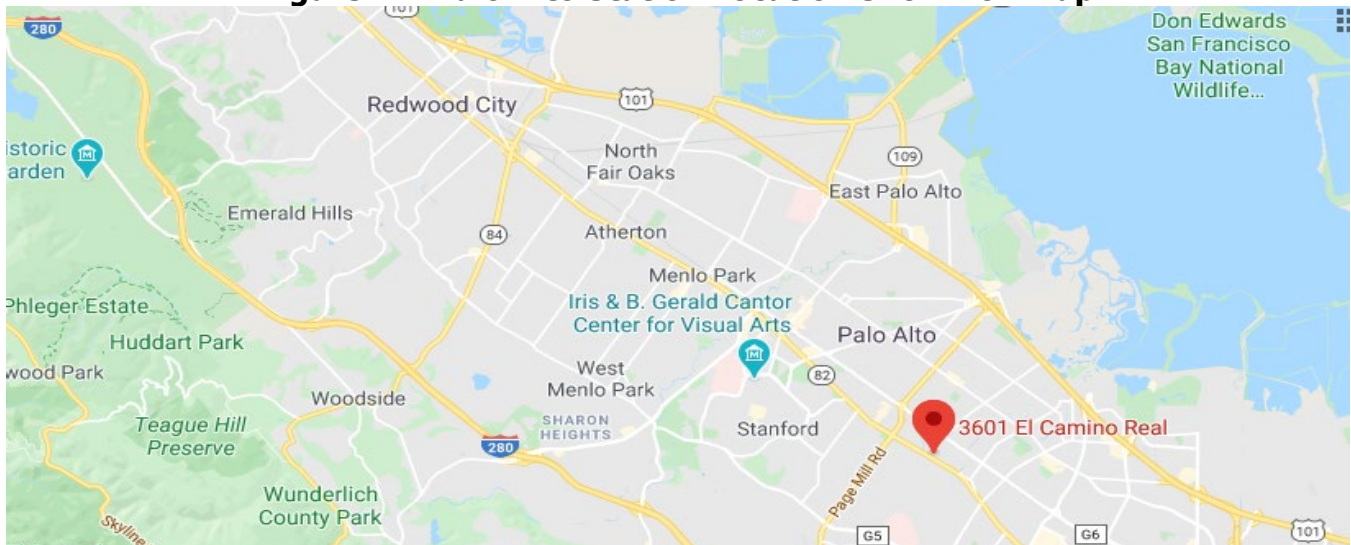 101
280
Don Edwards
San Francisco
Bay National
Wildlife...
Redwood City
101
istoric
arden
North
Fair Oaks
109
East Palo Alto
Emerald Hills
84
Atherton
Menlo Park
Iris & B. Gerald Cantor
Center for Visual Arts
Phleger Estate
Huddart Park
Palo Alto
wood Park
West
Menlo Park
82
Woodside
Teague Hill
Preserve
SHARON
HEIGHTS
280
Stanford
3601 El Camino Real
Page Mill Rd
Wunderlich
County Park
Skyline
G5
G6
101